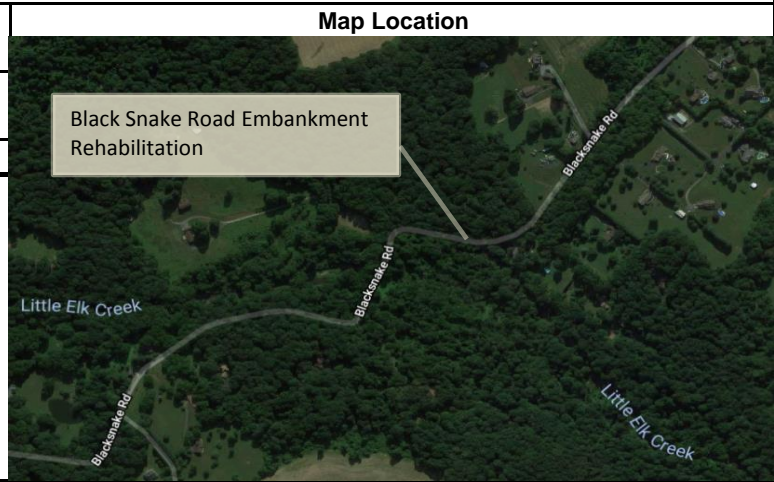 Map Location
Black Snake Road Embankment
Rehabilitation
Blacksnake Rd
Blacksnake Rd
Little Elk Creek
Blacksnake Rd
Little Elk Creek